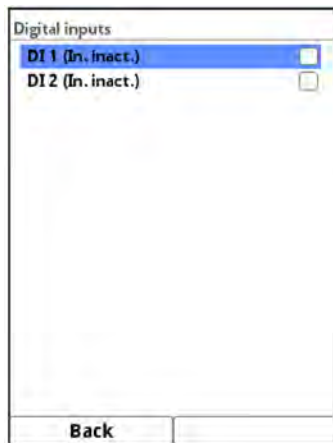 Digital inputs
DI 1 (In. inact.)
DI 2 (In. inact.)
Back